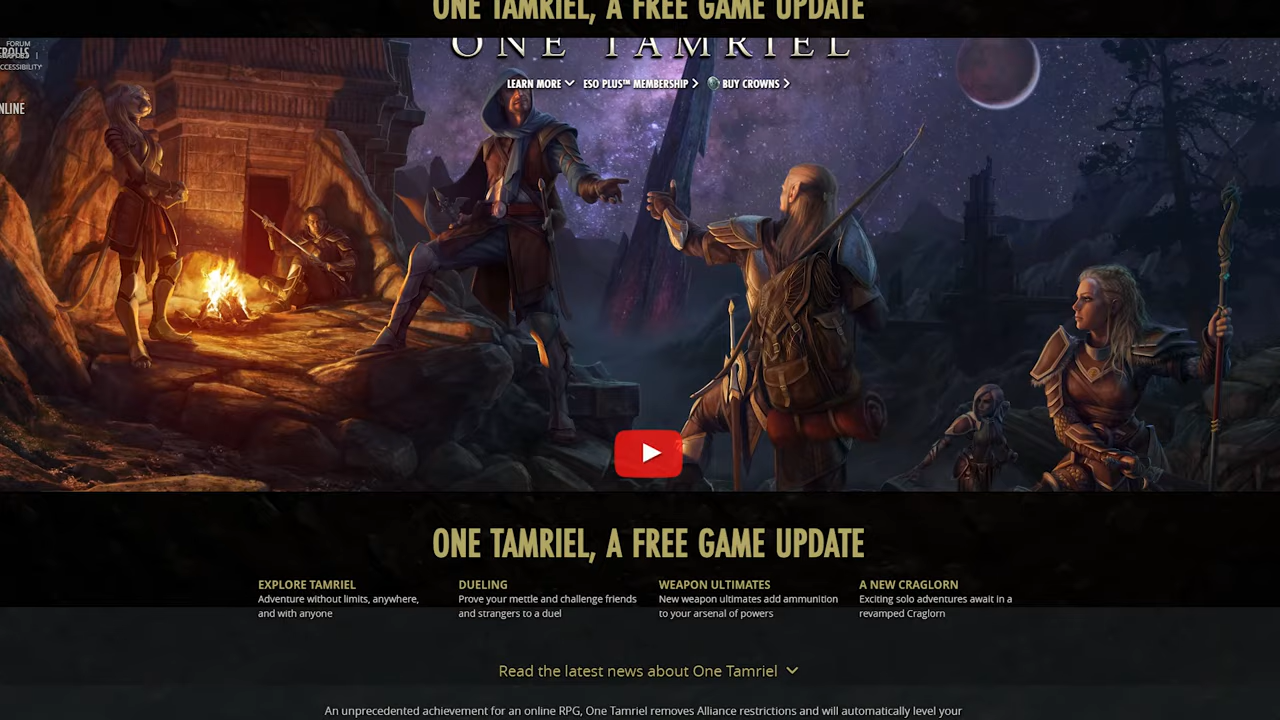 ONE TAMRIEL, A FREE GAME UPDATE
ONE TAMRIEL
FORUM
|
CCESSIBILITY
LEARN MORE ESO PLUS™ MEMBERSHIP BUY CROWNS
NLINE
ONE TAMRIEL, A FREE GAME UPDATE
EXPLORE TAMRIEL
Adventure without limits, anywhere,
and with anyone
DUELING
Prove your mettle and challenge friends
and strangers to a duel
WEAPON ULTIMATES
New weapon ultimates add ammunition
to your arsenal of powers
A NEW CRAGLORN
Exciting solo adventures await in a
revamped Craglorn
Read the latest news about One Tamriel
An unprecedented achievement for an online RPG, One Tamriel removes Alliance restrictions and will automatically level your